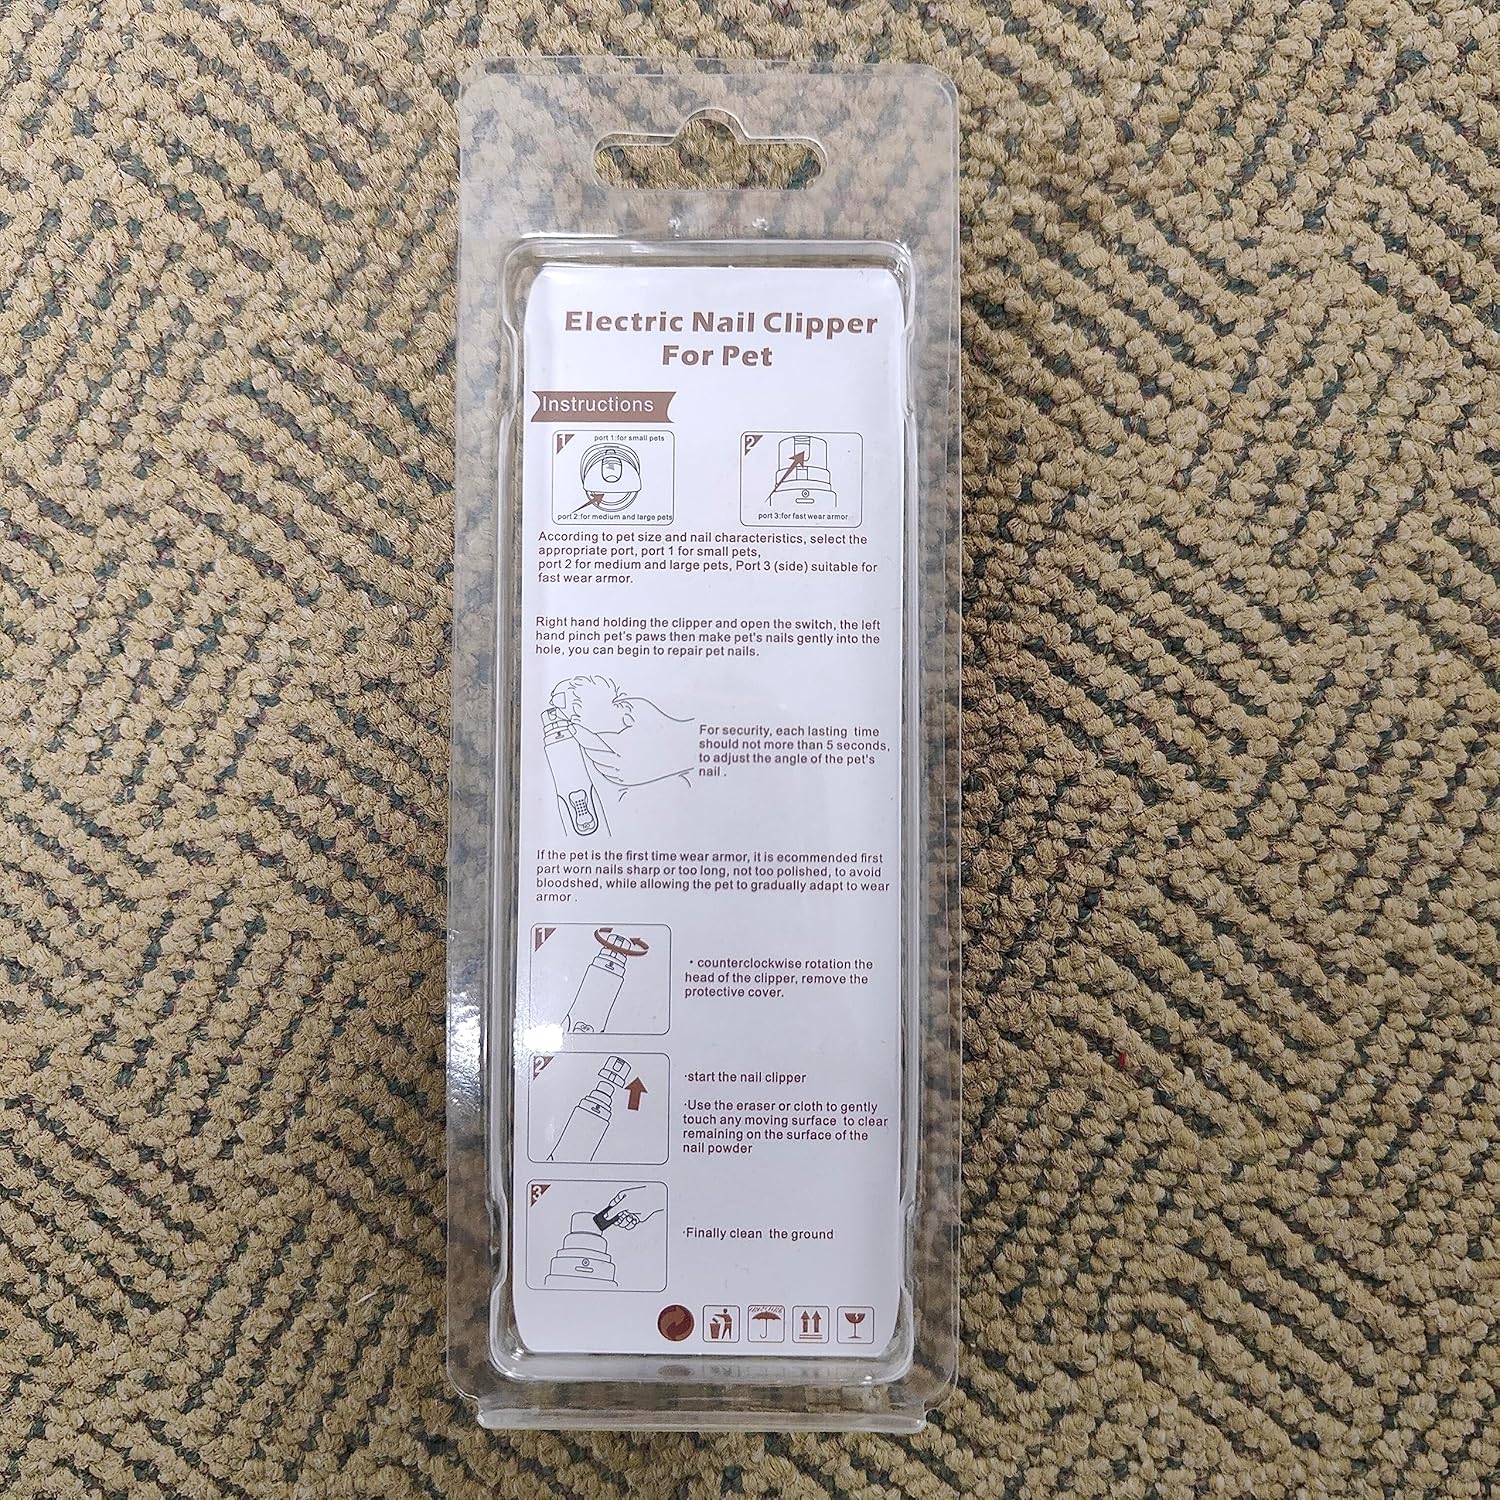 Electric Nail Clipper
For Pet
Instructions
1
port 1:for small pets
port 2:for medium and large pets
2
port 3:for fast wear armor
According to pet size and nail characteristics, select the
appropriate port, port 1 for small pets,
port 2 for medium and large pets, Port 3 (side) suitable for
fast wear armor.
Right hand holding the clipper and open the switch, the left
hand pinch pet's paws then make pet's nails gently into the
hole, you can begin to repair pet nails.
For security, each lasting time
should not more than 5 seconds,
to adjust the angle of the pet's
nail .
If the pet is the first time wear armor, it is ecommended first
part worn nails sharp or too long, not too polished, to avoid
bloodshed, while allowing the pet to gradually adapt to wear
armor .
1
• counterclockwise rotation the
head of the clipper, remove the
protective cover.
2
·start the nail clipper
·Use the eraser or cloth to gently
touch any moving surface to clear
remaining on the surface of the
nail powder
3
·Finally clean the ground